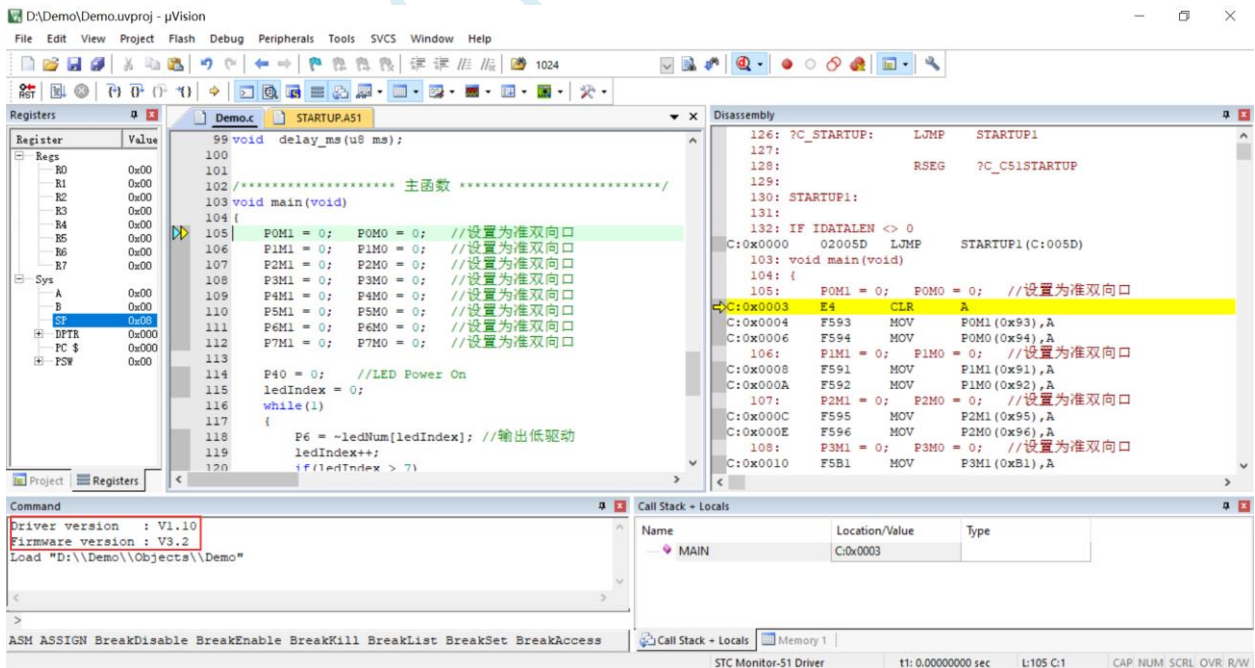 D:\Demo\Demo.uvproj - µVision
File Edit View Project Flash Debug Peripherals Tools SVCS Window Help
1024
RST
Registers
Register Value
Regs
R0 0x00
R1 0x00
R2 0x00
R3 0x00
R4 0x00
R5 0x00
R6 0x00
R7 0x00
Sys
A 0x00
B 0x00
SP 0x08
DPTR 0x000
PC $ 0x000
PSW 0x00
Project Registers
Demo.c STARTUP.A51
99 void delay_ms(u8 ms);
100
101
102 /******************** 主函数 **************************/
103 void main(void)
104 {
105 P0M1 = 0; P0M0 = 0; //设置为准双向口
106 P1M1 = 0; P1M0 = 0; //设置为准双向口
107 P2M1 = 0; P2M0 = 0; //设置为准双向口
108 P3M1 = 0; P3M0 = 0; //设置为准双向口
109 P4M1 = 0; P4M0 = 0; //设置为准双向口
110 P5M1 = 0; P5M0 = 0; //设置为准双向口
111 P6M1 = 0; P6M0 = 0; //设置为准双向口
112 P7M1 = 0; P7M0 = 0; //设置为准双向口
113
114 P40 = 0; //LED Power On
115 ledIndex = 0;
116 while(1)
117 {
118 P6 = ~ledNum[ledIndex]; //输出低驱动
119 ledIndex++;
120 if(ledIndex > 7)
Disassembly
126: ?C_STARTUP: LJMP STARTUP1
127:
128: RSEG ?C_C51STARTUP
129:
130: STARTUP1:
131:
132: IF IDATALEN <> 0
C:0x0000 02005D LJMP STARTUP1(C:005D)
103: void main(void)
104: {
105: P0M1 = 0; P0M0 = 0; //设置为准双向口
C:0x0003 E4 CLR A
C:0x0004 F593 MOV P0M1(0x93),A
C:0x0006 F594 MOV P0M0(0x94),A
106: P1M1 = 0; P1M0 = 0; //设置为准双向口
C:0x0008 F591 MOV P1M1(0x91),A
C:0x000A F592 MOV P1M0(0x92),A
107: P2M1 = 0; P2M0 = 0; //设置为准双向口
C:0x000C F595 MOV P2M1(0x95),A
C:0x000E F596 MOV P2M0(0x96),A
108: P3M1 = 0; P3M0 = 0; //设置为准双向口
C:0x0010 F5B1 MOV P3M1(0xB1),A
Command
Driver version : V1.10
Firmware version : V3.2
Load "D:\\Demo\\Objects\\Demo"
>
ASM ASSIGN BreakDisable BreakEnable BreakKill BreakList BreakSet BreakAccess
Call Stack + Locals
Name Location/Value Type
MAIN C:0x0003
Call Stack + Locals Memory 1
STC Monitor-51 Driver t1: 0.00000000 sec L:105 C:1 CAP NUM SCRL OVR R/W